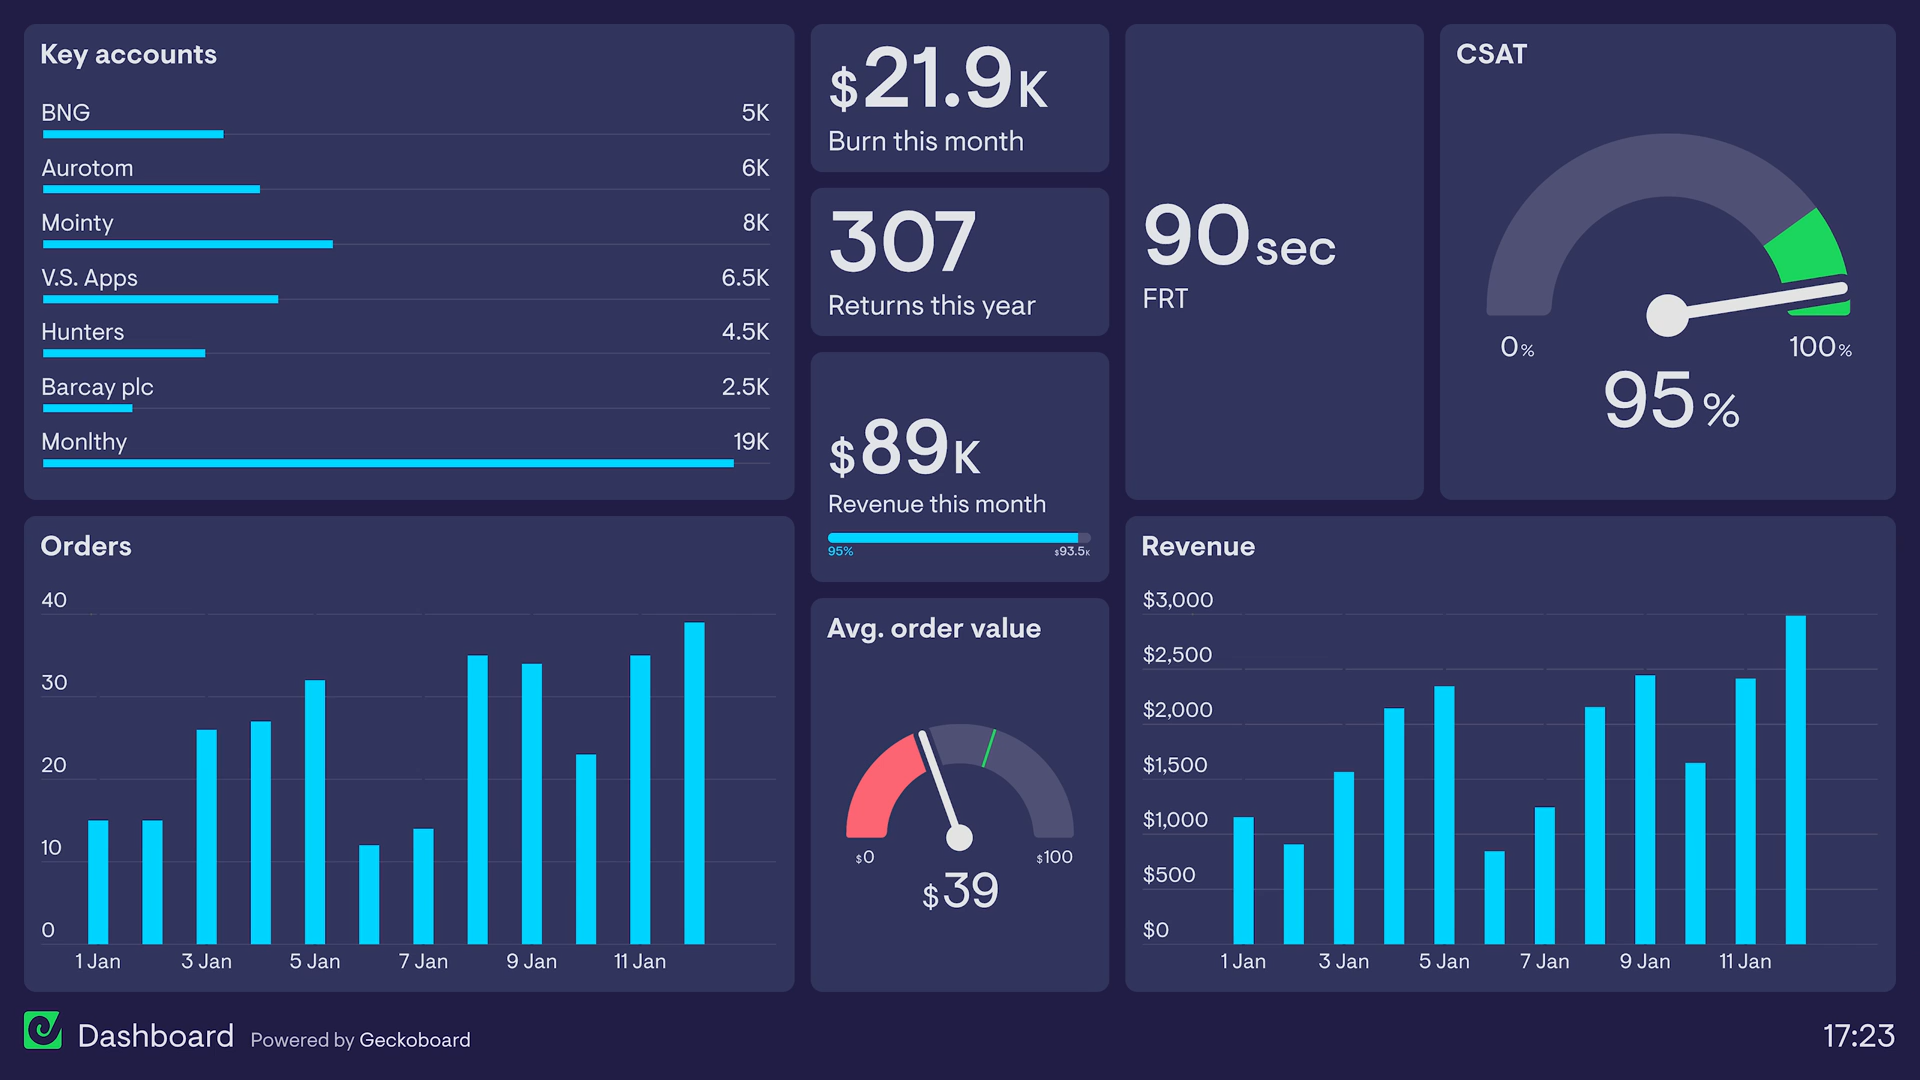 Key accounts
BNG 5K
Aurotom 6K
Mointy 8K
V.S. Apps 6.5K
Hunters 4.5K
Barcay plc 2.5K
Monlthy 19K
$21.9K
Burn this month
307
Returns this year
$89K
Revenue this month
95% $93.5K
90sec
FRT
CSAT
0% 100%
95%
Orders
40
30
20
10
0
1 Jan 3 Jan 5 Jan 7 Jan 9 Jan 11 Jan
Avg. order value
$0 $100
$39
Revenue
$3,000
$2,500
$2,000
$1,500
$1,000
$500
$0
1 Jan 3 Jan 5 Jan 7 Jan 9 Jan 11 Jan
Dashboard Powered by Geckoboard
17:23